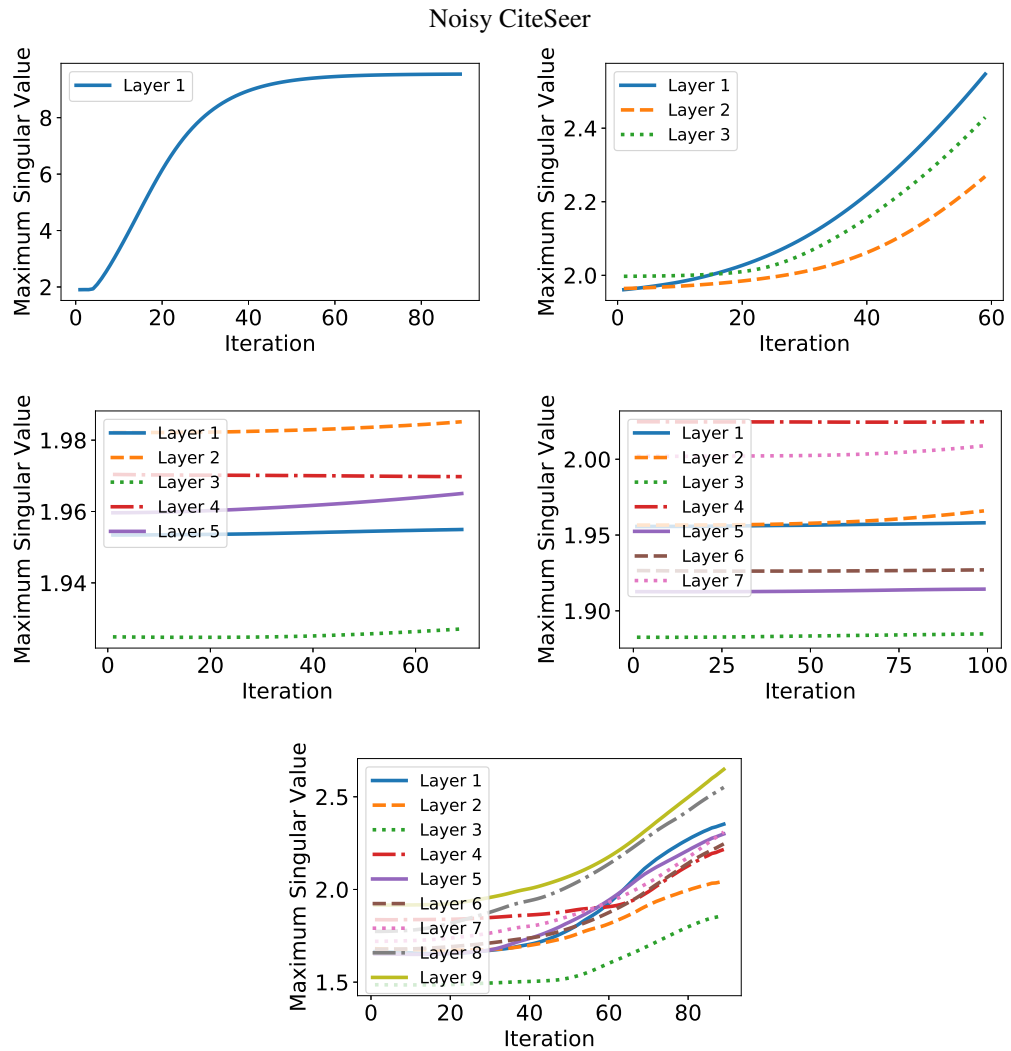 Noisy CiteSeer
Maximum Singular Value
8
6
4
2
Layer 1
0
20
40
60
80
Iteration
Maximum Singular Value
2.4
2.2
2.0
Layer 1
Layer 2
Layer 3
0
20
40
60
Iteration
Maximum Singular Value
1.98
1.96
1.94
Layer 1
Layer 2
Layer 3
Layer 4
Layer 5
0
20
40
60
Iteration
Maximum Singular Value
2.00
1.95
1.90
Layer 1
Layer 2
Layer 3
Layer 4
Layer 5
Layer 6
Layer 7
0
25
50
75
100
Iteration
Maximum Singular Value
2.5
2.0
1.5
Layer 1
Layer 2
Layer 3
Layer 4
Layer 5
Layer 6
Layer 7
Layer 8
Layer 9
0
20
40
60
80
Iteration